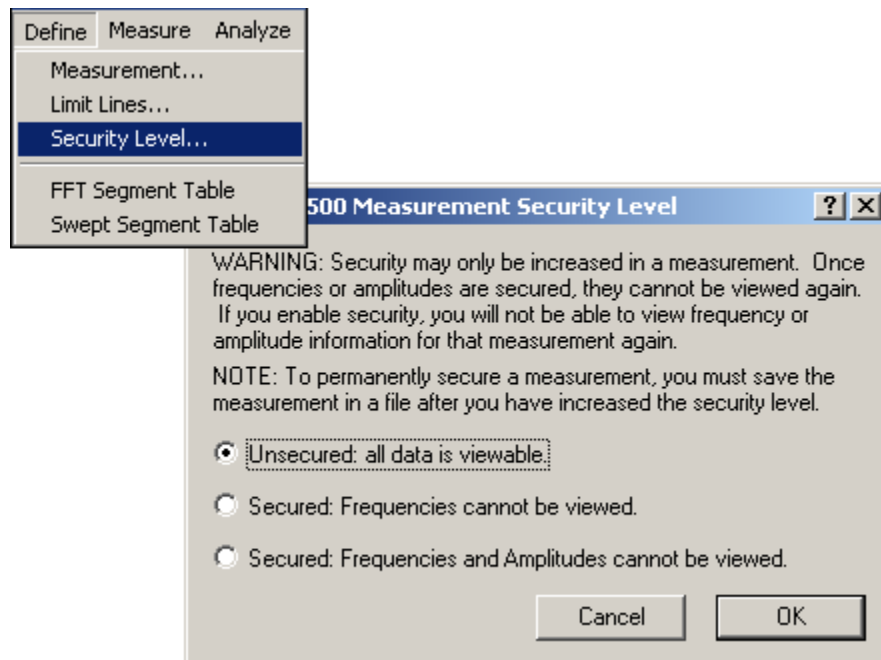 Define Measure Analyze
Measurement...
Limit Lines...
Security Level...
FFT Segment Table
Swept Segment Table
500 Measurement Security Level
WARNING: Security may only be increased in a measurement. Once
frequencies or amplitudes are secured, they cannot be viewed again.
If you enable security, you will not be able to view frequency or
amplitude information for that measurement again.
NOTE: To permanently secure a measurement, you must save the
measurement in a file after you have increased the security level.
Unsecured: all data is viewable.
Secured: Frequencies cannot be viewed.
Secured: Frequencies and Amplitudes cannot be viewed.
Cancel OK